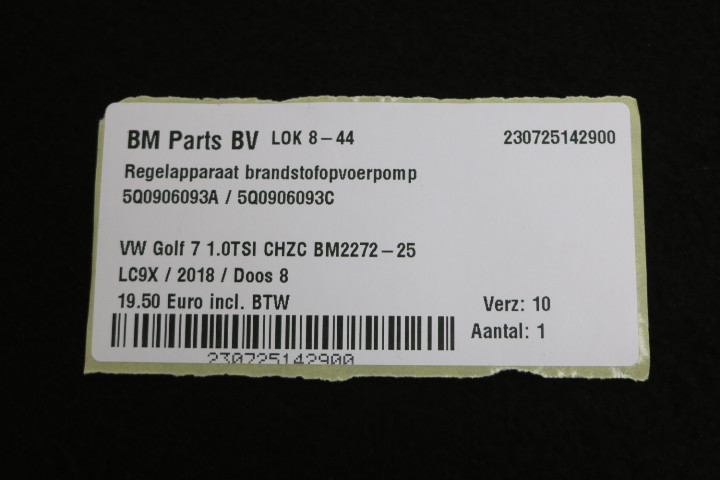 BM Parts BV LOK 8-44 230725142900
Regelapparaat brandstofopvoerpomp
5Q0906093A / 5Q0906093C
VW Golf 7 1.0TSI CHZC BM2272-25
LC9X / 2018 / Doos 8
19.50 Euro incl. BTW Verz: 10
Aantal: 1
230725142900